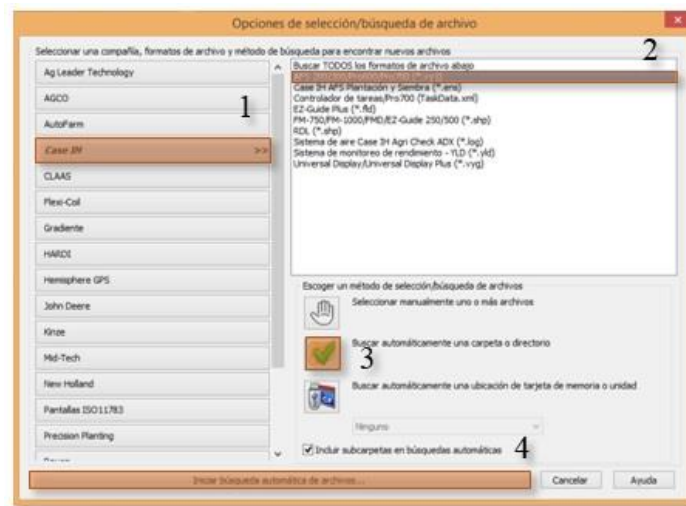 Opciones de selección/búsqueda de archivo
Seleccionar una compañía, formatos de archivo y método de búsqueda para encontrar nuevos archivos
2
Ag Leader Technology
AGCO
1
AutoFarm
Case IH >>
CLAAS
Flexi-Coil
Gradiente
HARDI
Hemisphere GPS
John Deere
Kinze
Mid-Tech
New Holland
Pantallas ISO11783
Precision Planting
Buscar TODOS los formatos de archivo abajo
Case IH AFS Plantación y Siembra (*.ens)
Controlador de tareas/Pro700 (TaskData.xml)
EZ-Guide Plus (*.fld)
FM-750/FM-1000/FMD/EZ-Guide 250/500 (*.shp)
RDL (*.shp)
Sistema de aire Case IH Agri Check ADX (*.log)
Sistema de monitoreo de rendimiento - YLD (*.yld)
Universal Display/Universal Display Plus (*.vyg)
Escoger un método de selección/búsqueda de archivos
Seleccionar manualmente uno o más archivos
Buscar automáticamente una carpeta o directorio
3
Buscar automáticamente una ubicación de tarjeta de memoria o unidad
Ninguno
Incluir subcarpetas en búsquedas automáticas
4
Iniciar búsqueda automática de archivos...
Cancelar
Ayuda